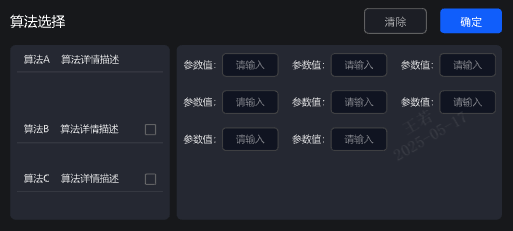 算法选择 清除 确定
算法A 算法详情描述
算法B 算法详情描述
算法C 算法详情描述
参数值： 请输入 参数值： 请输入 参数值： 请输入
参数值： 请输入 参数值： 请输入 参数值： 请输入
参数值： 请输入 参数值： 请输入
王若
2025-05-17